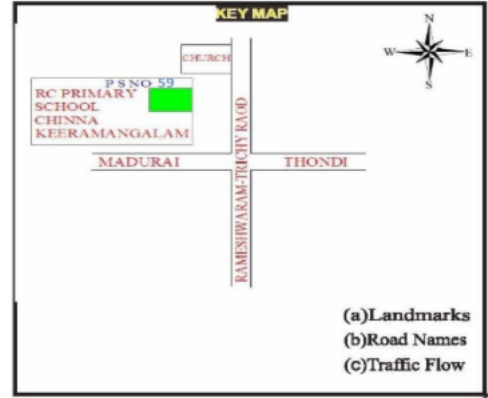 KEY MAP
N
W
E
S
CHURCH
PSNO 59
RC PRIMARY
SCHOOL
CHINNA
KEERAMANGALAM
MADURAI
THONDI
RAMESHWARAM-TRICHY RAOD
(a)Landmarks
(b)Road Names
(c)Traffic Flow